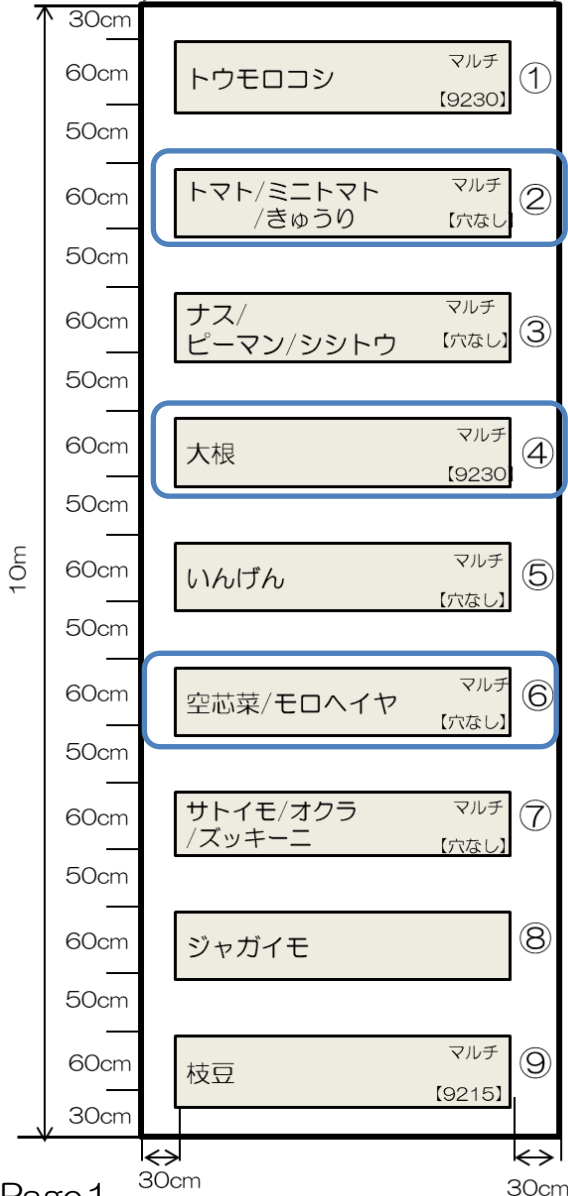 30cm
60cm
トウモロコシ
マルチ
【9230】
①
50cm
60cm
トマト/ミニトマト
/きゅうり
マルチ
【穴なし】
②
50cm
60cm
ナス/
ピーマン/シシトウ
マルチ
【穴なし】
③
50cm
60cm
大根
マルチ
【9230】
④
50cm
10m
60cm
いんげん
マルチ
【穴なし】
⑤
50cm
60cm
空芯菜/モロヘイヤ
マルチ
【穴なし】
⑥
50cm
60cm
サトイモ/オクラ
/ズッキーニ
マルチ
【穴なし】
⑦
50cm
60cm
ジャガイモ
⑧
50cm
60cm
枝豆
マルチ
【9215】
⑨
30cm
30cm
30cm
Page1